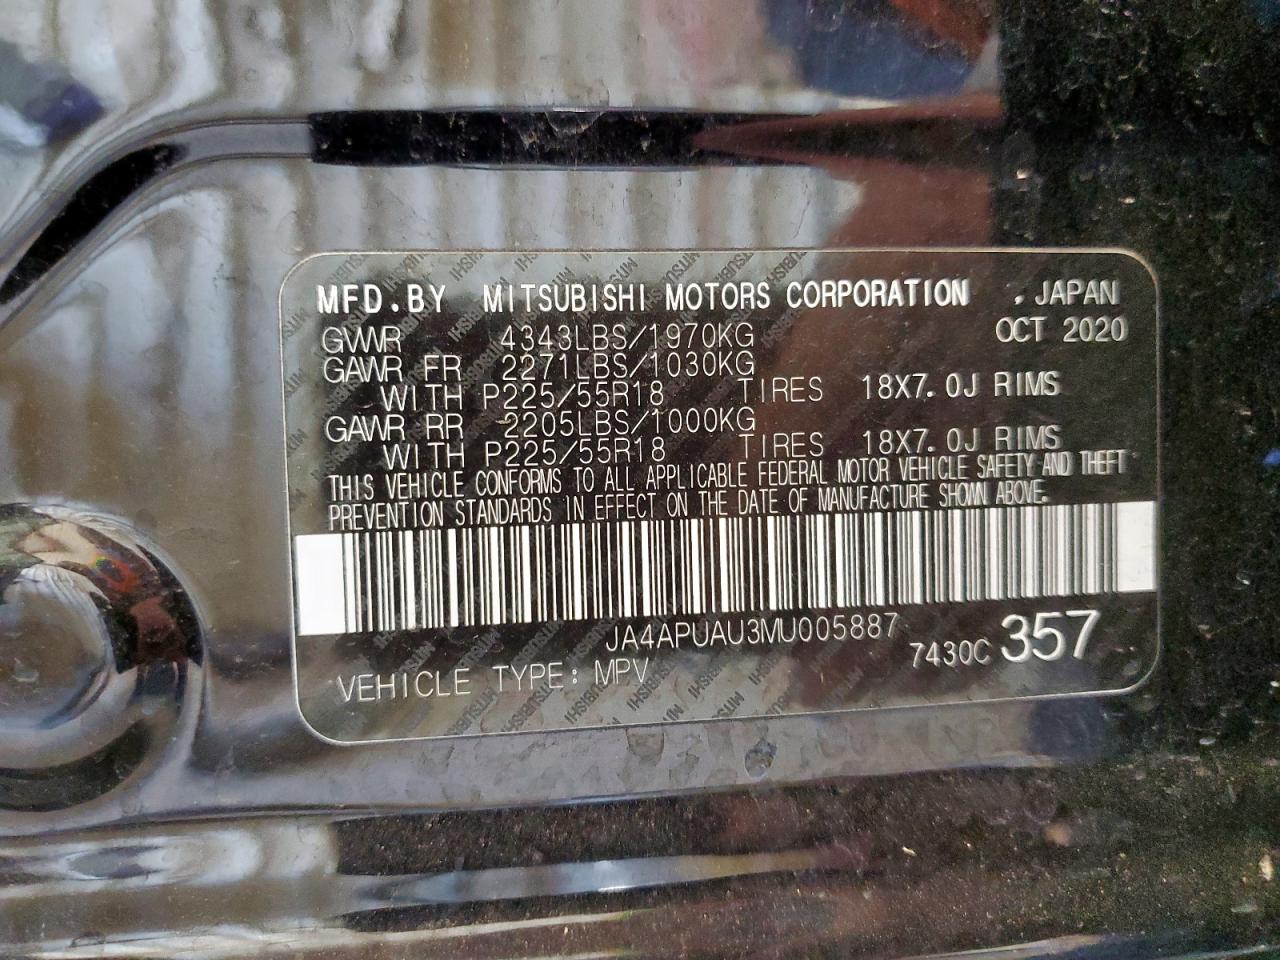 MFD.BY MITSUBISHI MOTORS CORPORATION . JAPAN
GVWR 4343LBS/1970KG OCT 2020
GAWR FR 2271LBS/1030KG
WITH P225/55R18 TIRES 18X7.0J RIMS
GAWR RR 2205LBS/1000KG
WITH P225/55R18 TIRES 18X7.0J RIMS
THIS VEHICLE CONFORMS TO ALL APPLICABLE FEDERAL MOTOR VEHICLE SAFETY AND THEFT
PREVENTION STANDARDS IN EFFECT ON THE DATE OF MANUFACTURE SHOWN ABOVE.
JA4APUAU3MU005887
7430C 357
VEHICLE TYPE: MPV